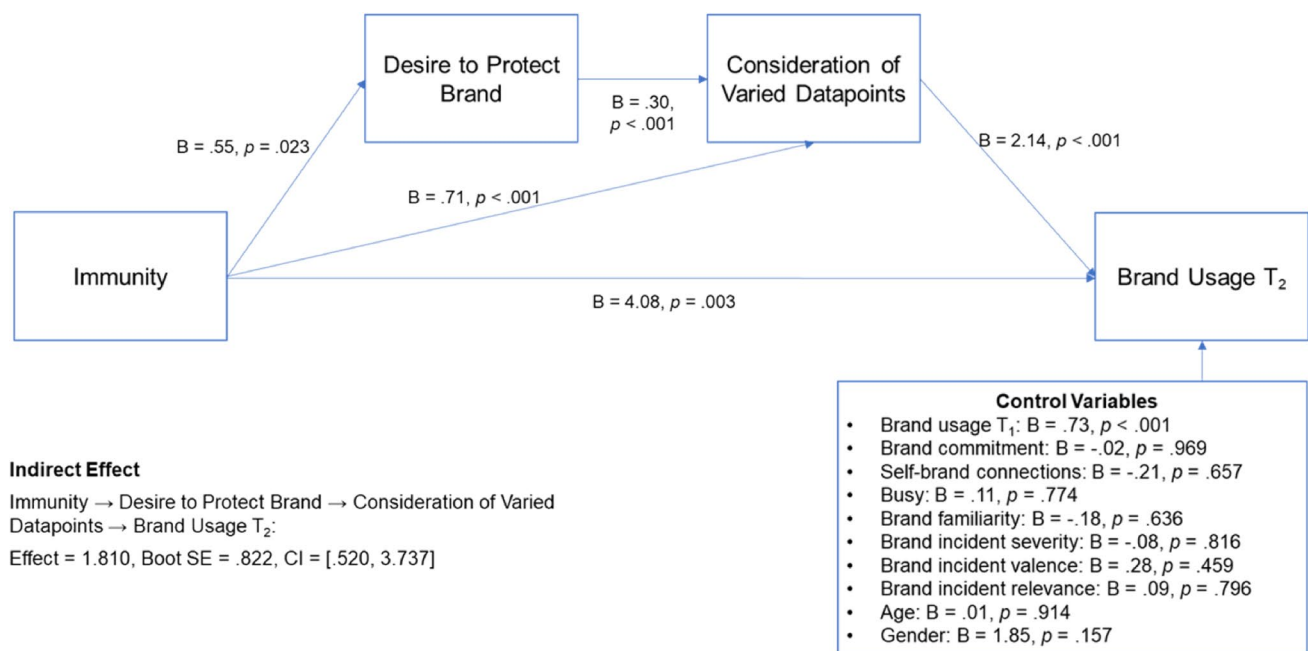 Desire to Protect
Brand
Consideration of
Varied Datapoints
B = .30,
p < .001
B = .55, p = .023
B = 2.14, p < .001
B = .71, p < .001
Immunity
Brand Usage T₂
B = 4.08, p = .003
Control Variables
• Brand usage T₁: B = .73, p < .001
• Brand commitment: B = -.02, p = .969
• Self-brand connections: B = -.21, p = .657
• Busy: B = .11, p = .774
• Brand familiarity: B = -.18, p = .636
• Brand incident severity: B = -.08, p = .816
• Brand incident valence: B = .28, p = .459
• Brand incident relevance: B = .09, p = .796
• Age: B = .01, p = .914
• Gender: B = 1.85, p = .157
Indirect Effect
Immunity → Desire to Protect Brand → Consideration of Varied
Datapoints → Brand Usage T₂:
Effect = 1.810, Boot SE = .822, CI = [.520, 3.737]